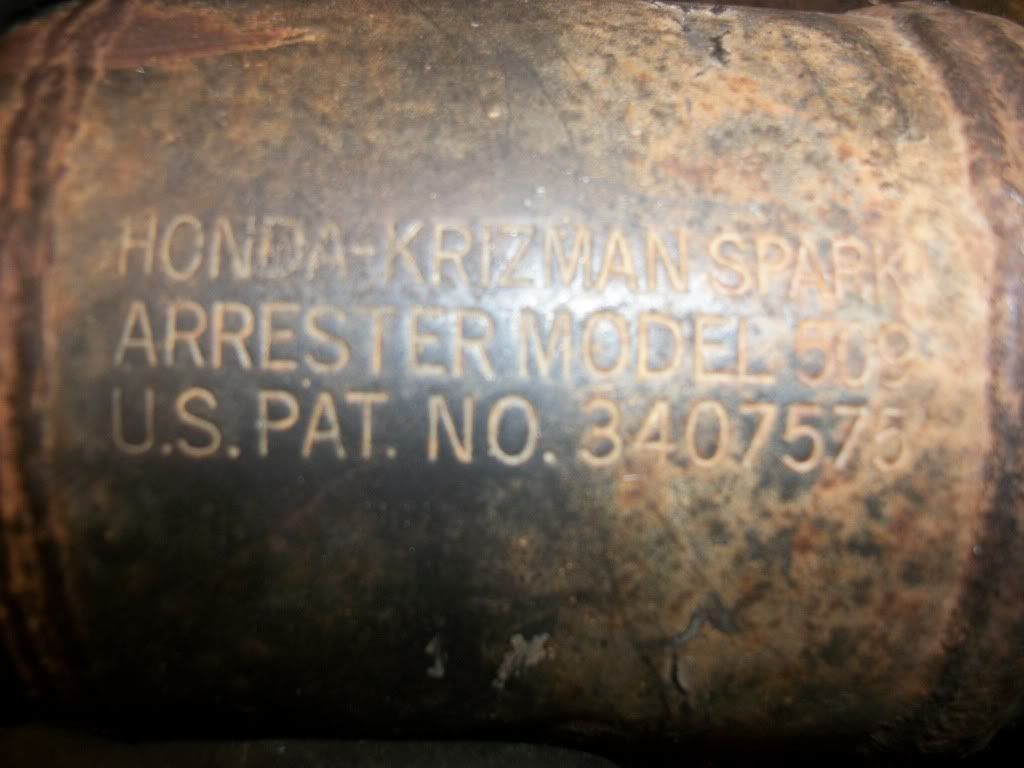 HONDA-KRIZMAN SPARK
ARRESTER MODEL 509
U.S. PAT. NO. 3407575